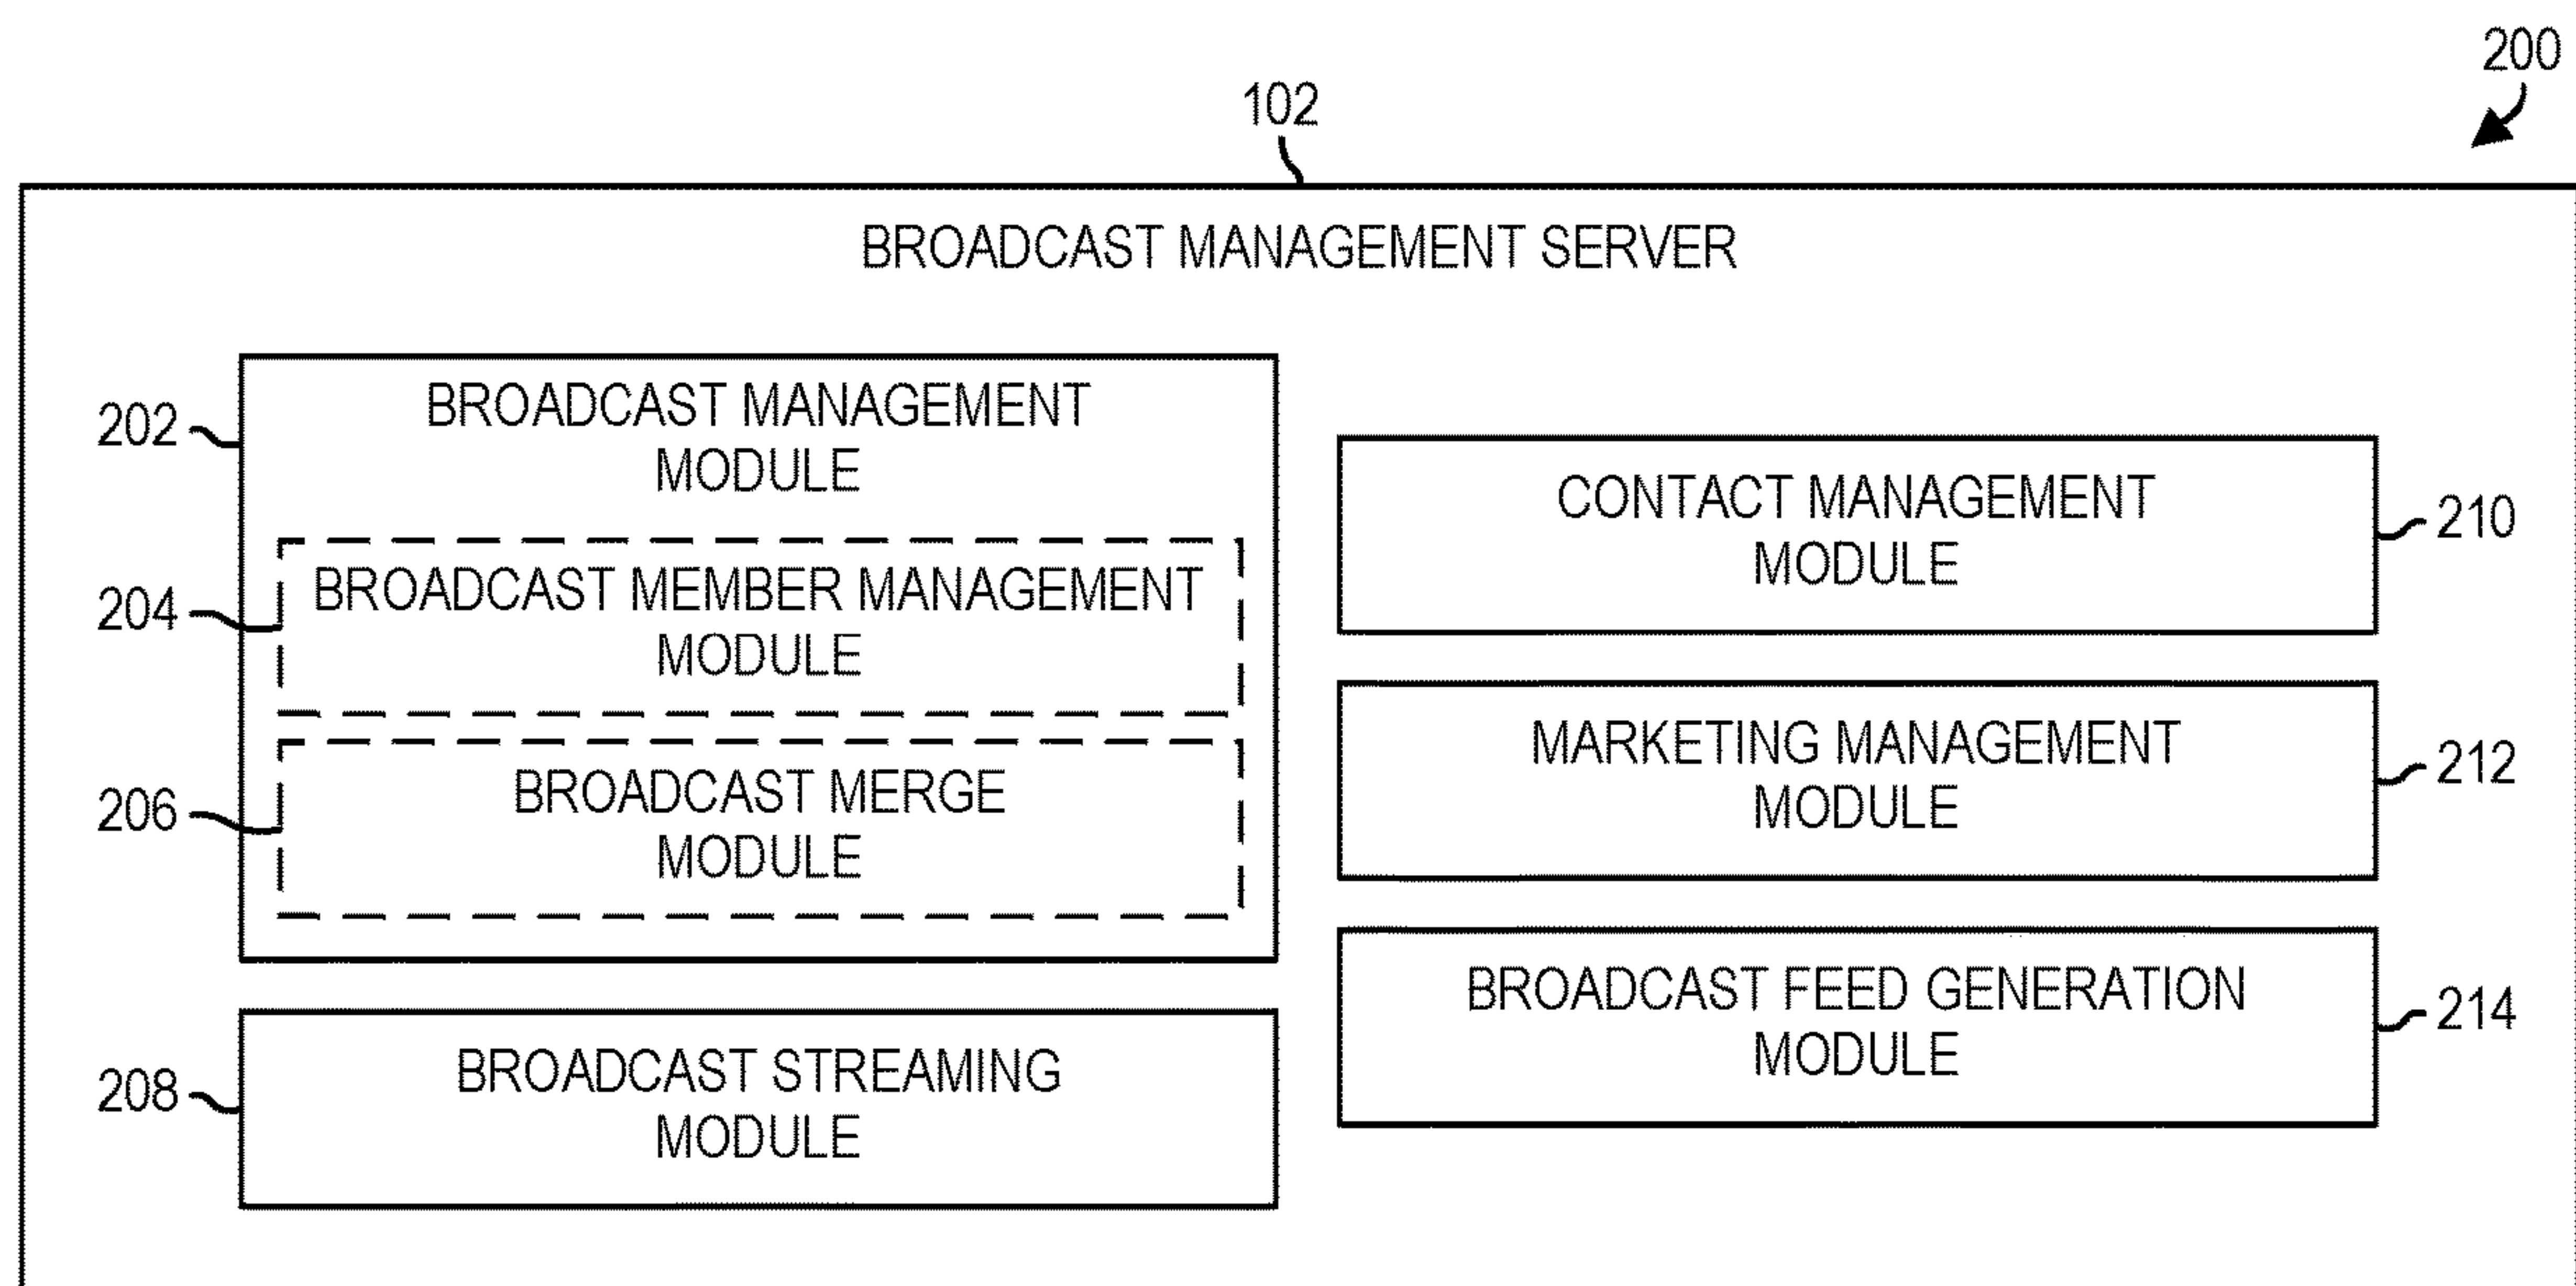 200
102
BROADCAST MANAGEMENT SERVER
202
BROADCAST MANAGEMENT
MODULE
204
BROADCAST MEMBER MANAGEMENT
MODULE
206
BROADCAST MERGE
MODULE
208
BROADCAST STREAMING
MODULE
CONTACT MANAGEMENT
MODULE
210
MARKETING MANAGEMENT
MODULE
212
BROADCAST FEED GENERATION
MODULE
214